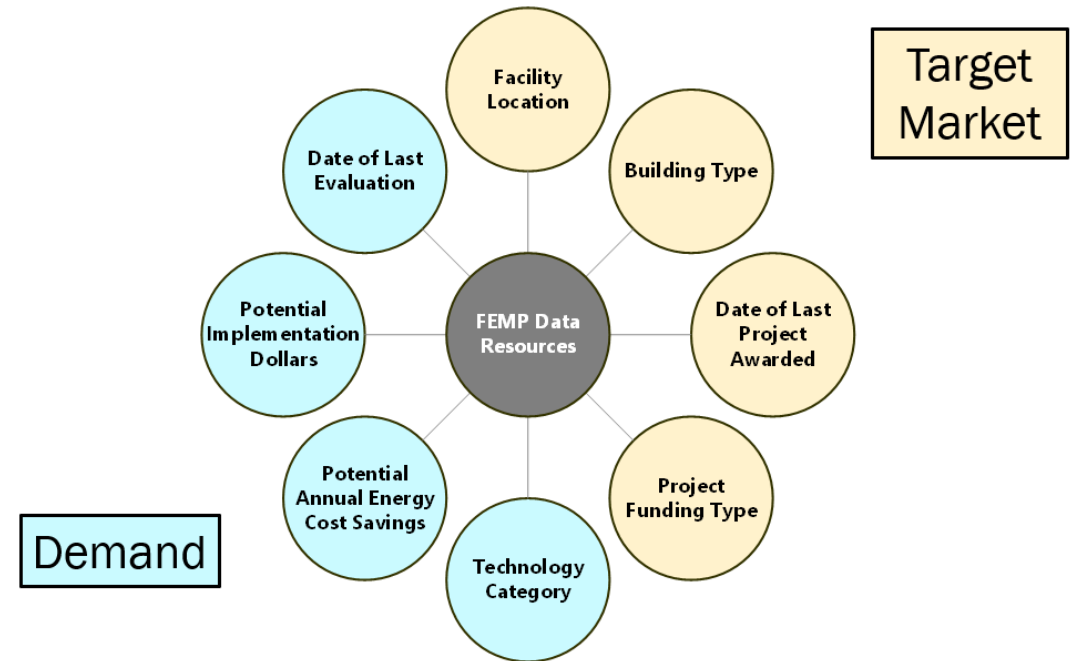 Facility
Location
Target
Market
Date of Last
Evaluation
Building Type
Potential
Implementation
Dollars
FEMP Data
Resources
Date of Last
Project
Awarded
Potential
Annual Energy
Cost Savings
Project
Funding Type
Demand
Technology
Category